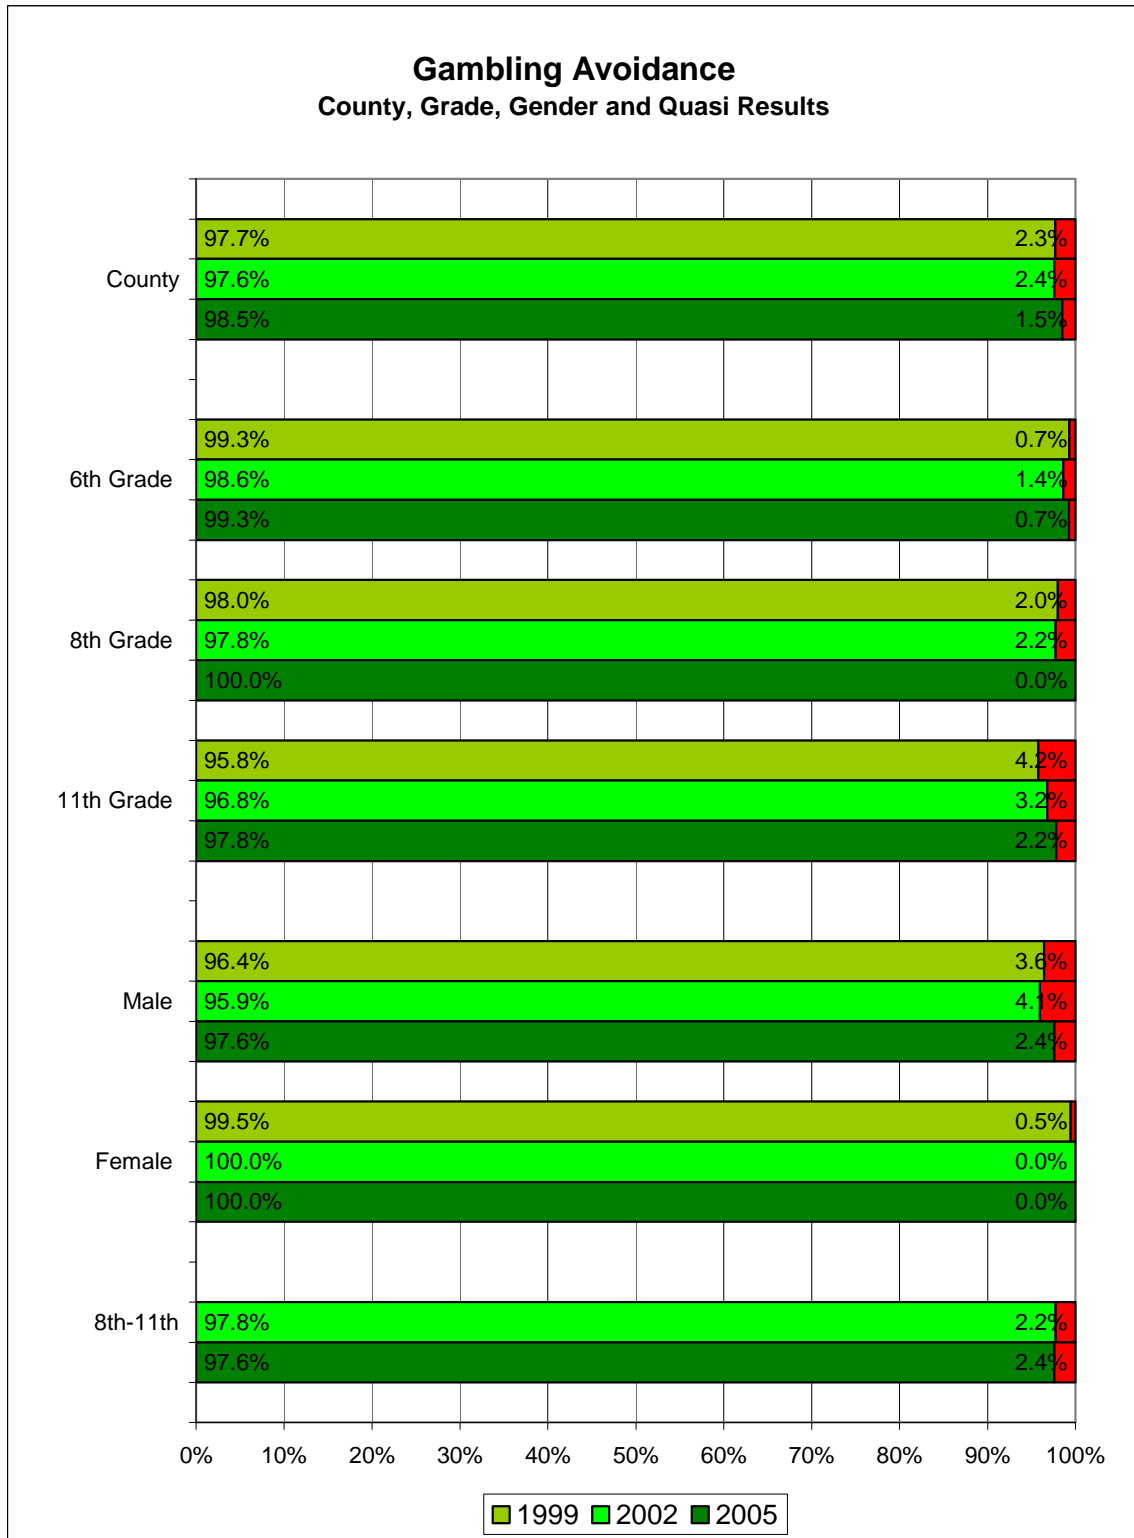 Gambling Avoidance
County, Grade, Gender and Quasi Results
97.7% 2.3%
County 97.6% 2.4%
98.5% 1.5%
99.3% 0.7%
6th Grade 98.6% 1.4%
99.3% 0.7%
98.0% 2.0%
8th Grade 97.8% 2.2%
100.0% 0.0%
95.8% 4.2%
11th Grade 96.8% 3.2%
97.8% 2.2%
96.4% 3.6%
Male 95.9% 4.1%
97.6% 2.4%
99.5% 0.5%
Female 100.0% 0.0%
100.0% 0.0%
8th-11th 97.8% 2.2%
97.6% 2.4%
0% 10% 20% 30% 40% 50% 60% 70% 80% 90% 100%
1999 2002 2005